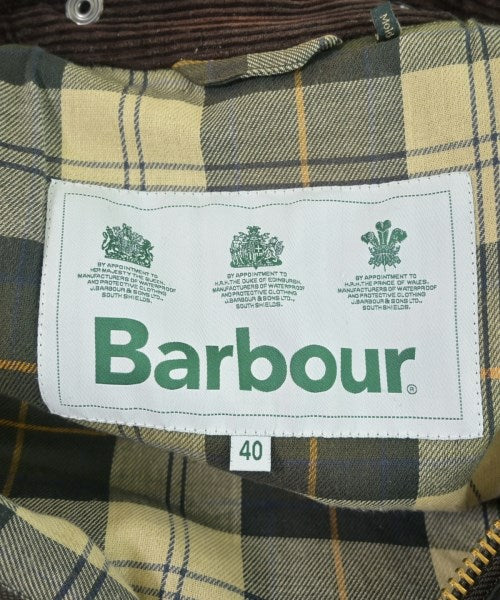 Mod
BY APPOINTMENT TO
HER MAJESTY THE QUEEN,
MANUFACTURERS OF WATERPROOF
AND PROTECTIVE CLOTHING
J.BARBOUR & SONS LTD.,
SOUTH SHIELDS.
BY APPOINTMENT TO
H.R.H. THE DUKE OF EDINBURGH,
MANUFACTURERS OF WATERPROOF
AND PROTECTIVE CLOTHING
J.BARBOUR & SONS LTD.,
SOUTH SHIELDS.
BY APPOINTMENT TO
H.R.H. THE PRINCE OF WALES,
MANUFACTURERS OF WATERPROOF
AND PROTECTIVE CLOTHING
J.BARBOUR & SONS LTD.,
SOUTH SHIELDS.
Barbour®
40